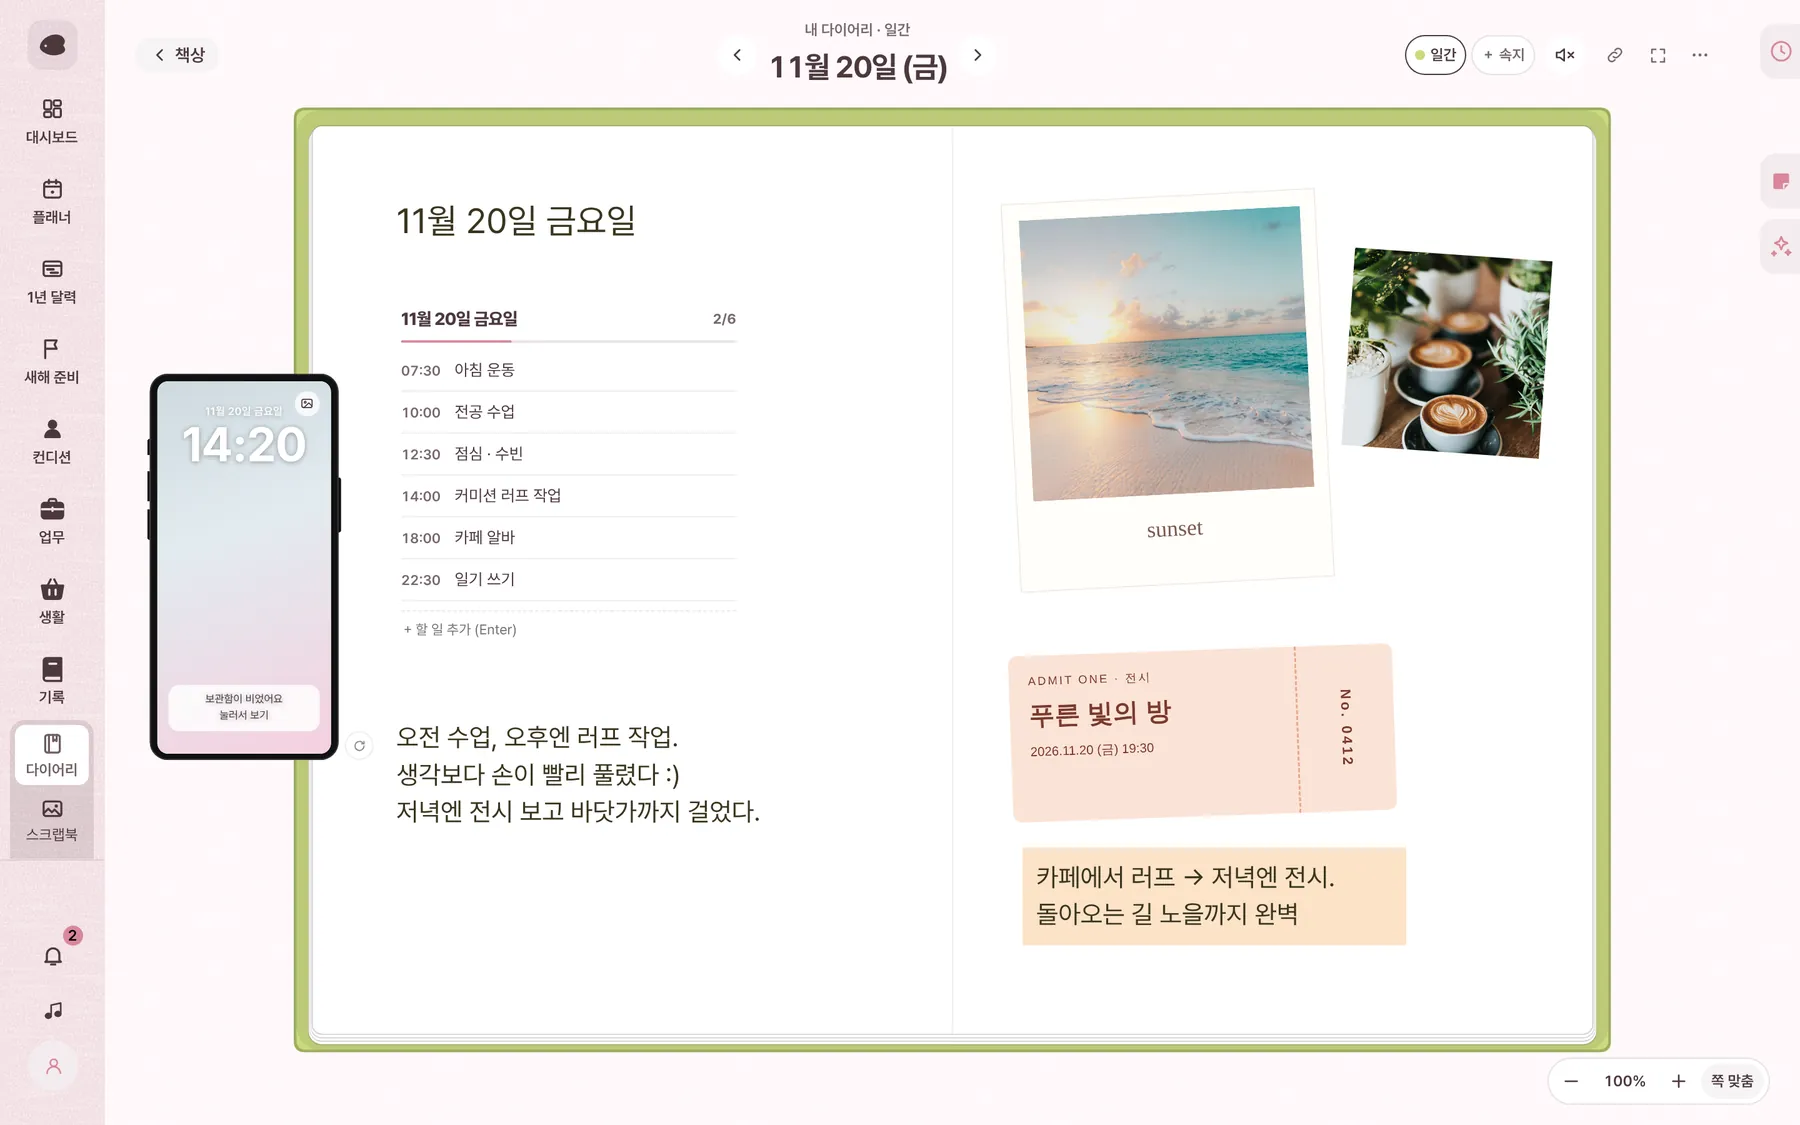 내 다이어리 · 일간
책상
11월 20일 (금)
일간
+ 속지
대시보드
플래너
1년 달력
새해 준비
컨디션
업무
생활
기록
다이어리
스크랩북
2
11월 20일 금요일
14:20
보관함이 비었어요
눌러서 보기
11월 20일 금요일
11월 20일 금요일 2/6
07:30 아침 운동
10:00 전공 수업
12:30 점심 · 수빈
14:00 커미션 러프 작업
18:00 카페 알바
22:30 일기 쓰기
+ 할 일 추가 (Enter)
오전 수업, 오후엔 러프 작업.
생각보다 손이 빨리 풀렸다 :)
저녁엔 전시 보고 바닷가까지 걸었다.
sunset
ADMIT ONE · 전시
푸른 빛의 방
2026.11.20 (금) 19:30
No. 0412
카페에서 러프 → 저녁엔 전시.
돌아오는 길 노을까지 완벽
100%
쪽 맞춤